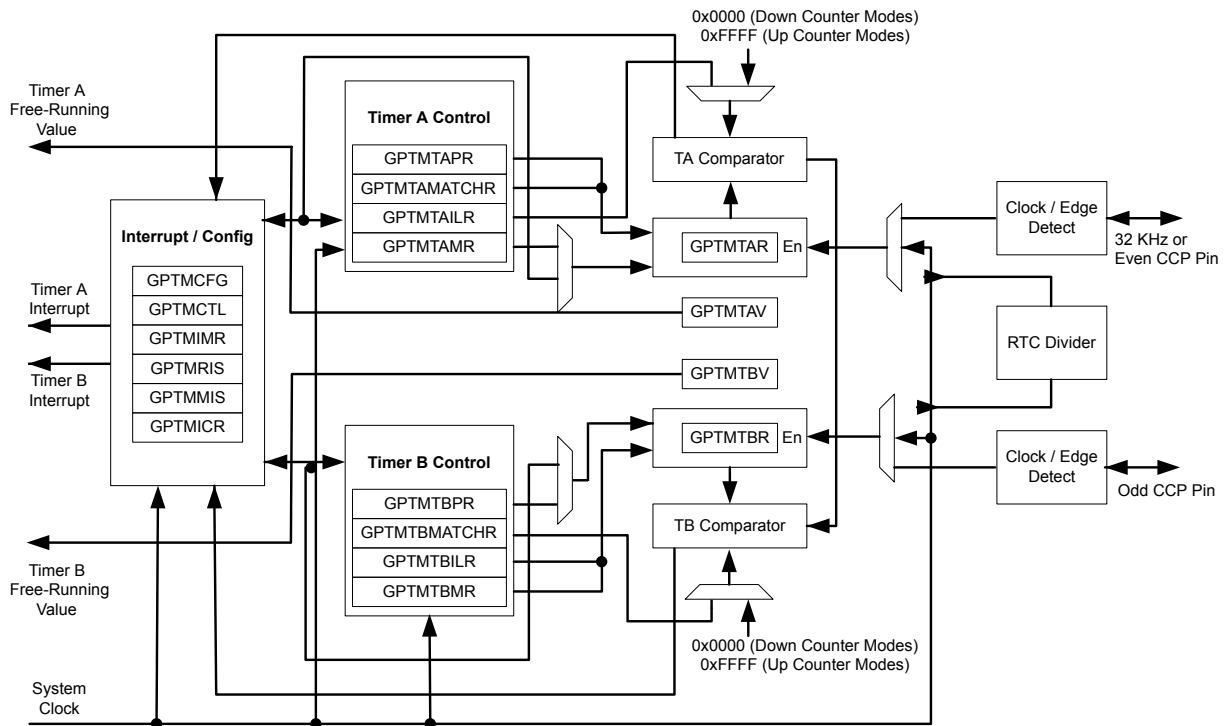 0x0000 (Down Counter Modes)
0xFFFF (Up Counter Modes)
Timer A
Free-Running
Value
Timer A Control
GPTMTAPR
GPTMTAMATCHR
GPTMTAILR
GPTMTAMR
TA Comparator
GPTMTAR
En
Clock / Edge
Detect
32 KHz or
Even CCP Pin
Interrupt / Config
GPTMCFG
GPTMCTL
GPTMIMR
GPTMRIS
GPTMMIS
GPTMICR
Timer A
Interrupt
Timer B
Interrupt
GPTMTAV
RTC Divider
GPTMTBV
GPTMTBR
En
Timer B Control
GPTMTBPR
GPTMTBMATCHR
GPTMTBILR
GPTMTBMR
TB Comparator
Clock / Edge
Detect
Odd CCP Pin
Timer B
Free-Running
Value
0x0000 (Down Counter Modes)
0xFFFF (Up Counter Modes)
System
Clock